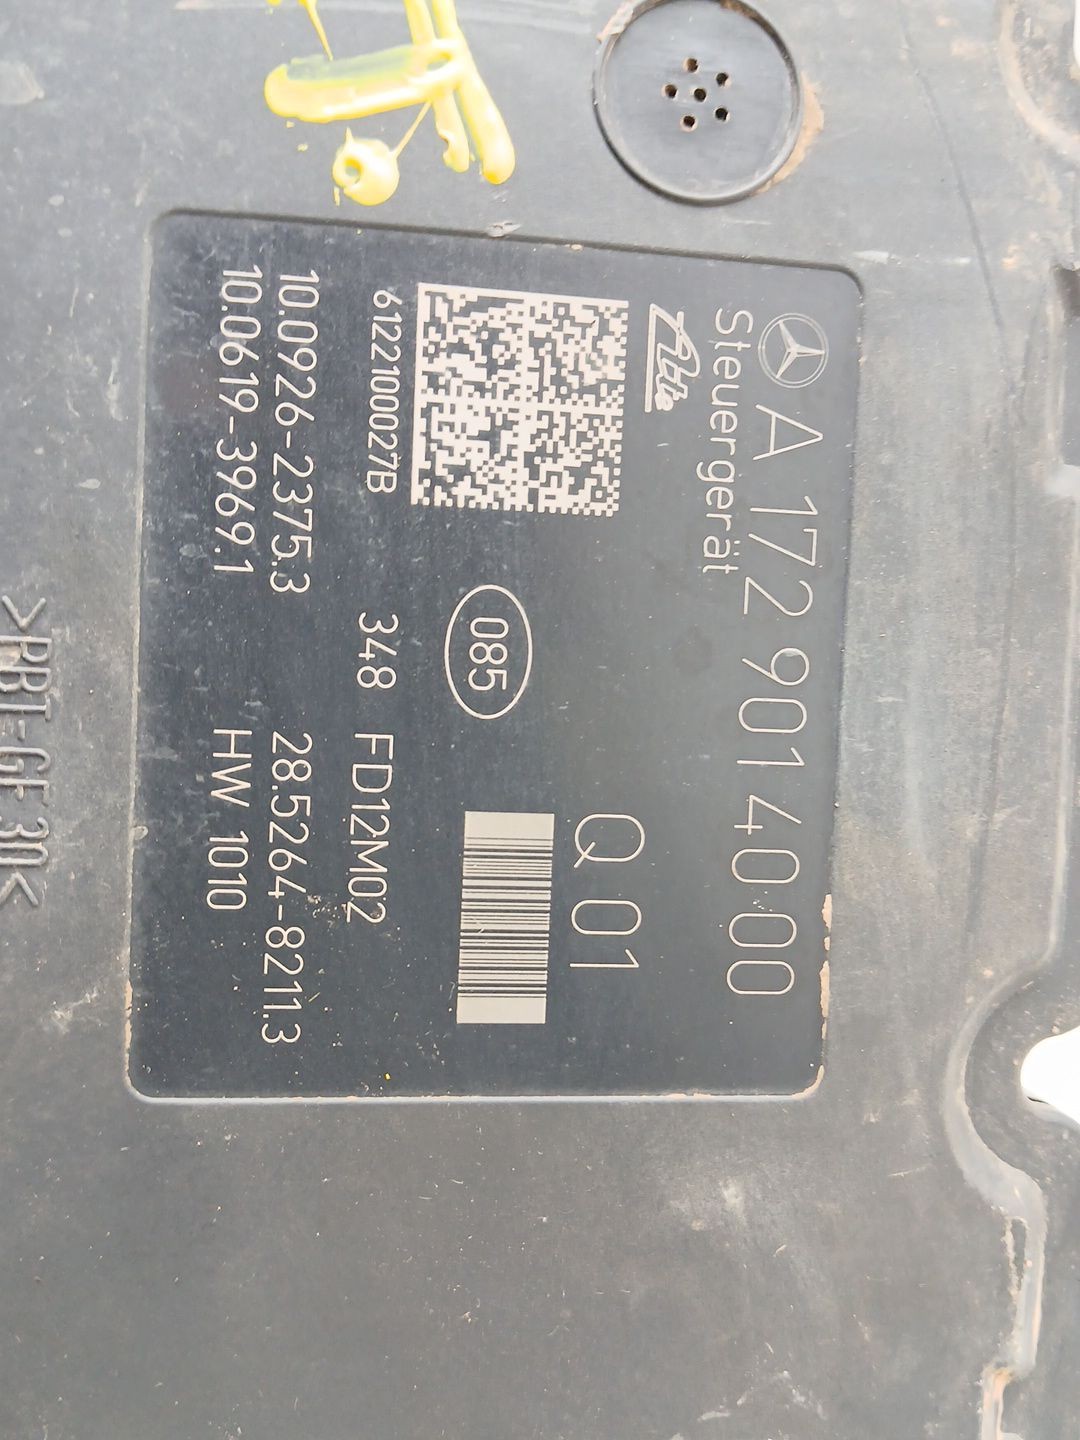 A 172 901 40 00
Steuergerät
Ate
Q 01
085
6122100027B
348 FD12M02
10.0926-2375.3 28.5264-8211.3
10.0619-3969.1 HW 1010
>PBT-GF30<